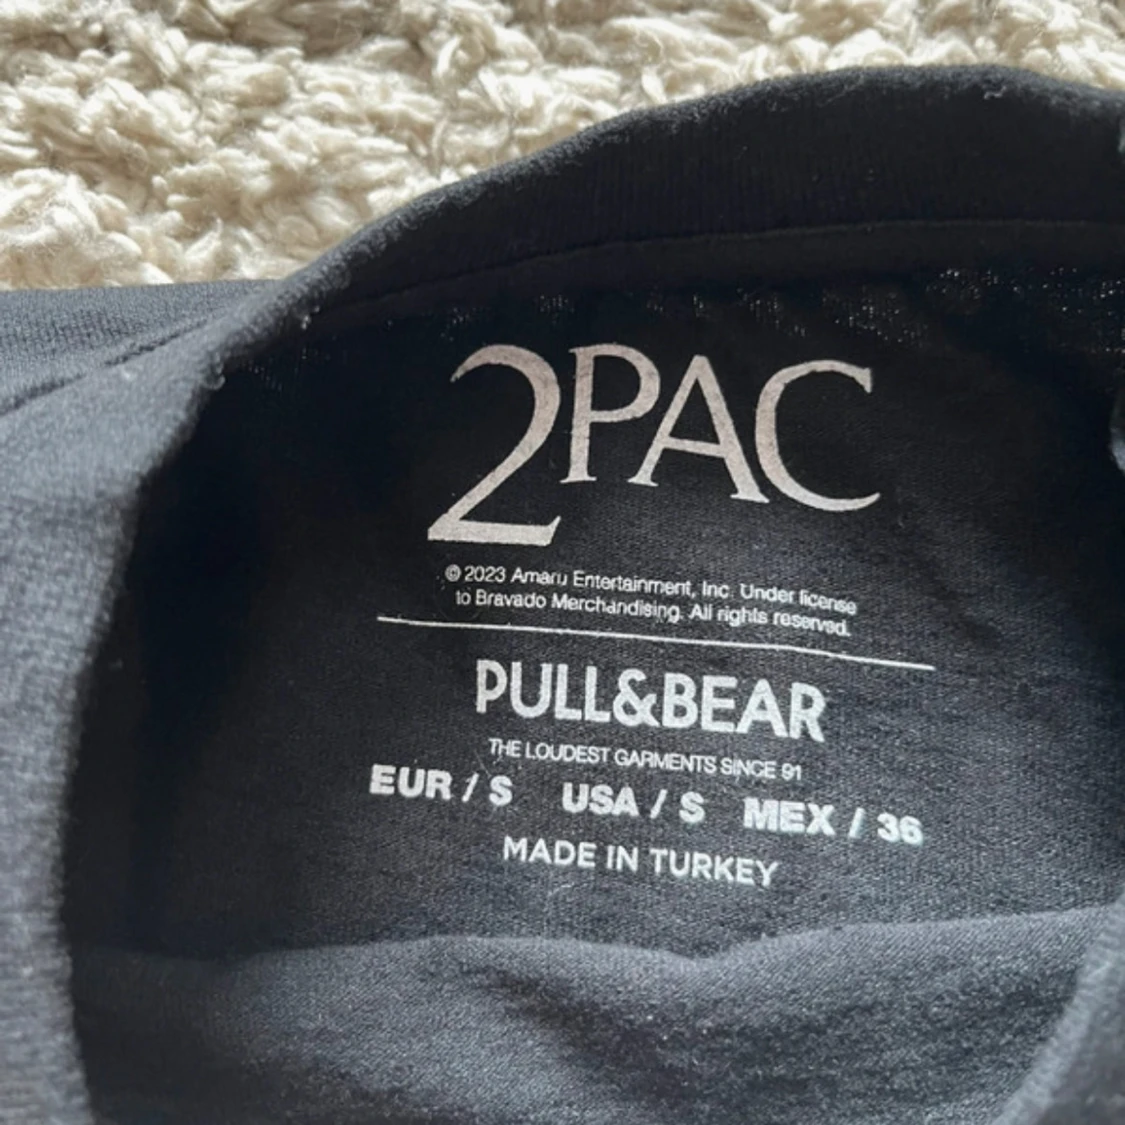 2PAC
© 2023 Amaru Entertainment, Inc. Under license
to Bravado Merchandising. All rights reserved.
PULL&BEAR
THE LOUDEST GARMENTS SINCE 91
EUR / S USA / S MEX / 36
MADE IN TURKEY